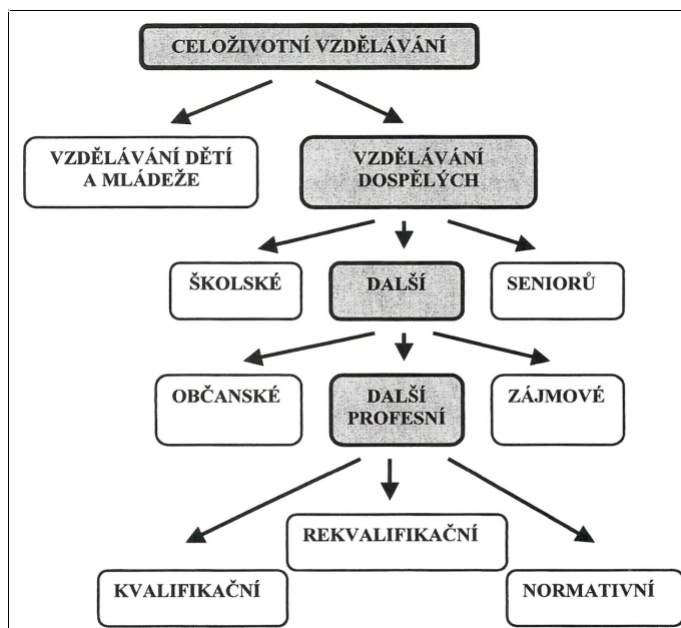 CELOŽIVOTNÍ VZDĚLÁVÁNÍ
VZDĚLÁVÁNÍ DĚTÍ
A MLÁDEŽE
VZDĚLÁVÁNÍ
DOSPĚLÝCH
ŠKOLSKÉ
DALŠÍ
SENIORŮ
OBČANSKÉ
DALŠÍ
PROFESNÍ
ZÁJMOVÉ
REKVALIFIKAČNÍ
KVALIFIKAČNÍ
NORMATIVNÍ